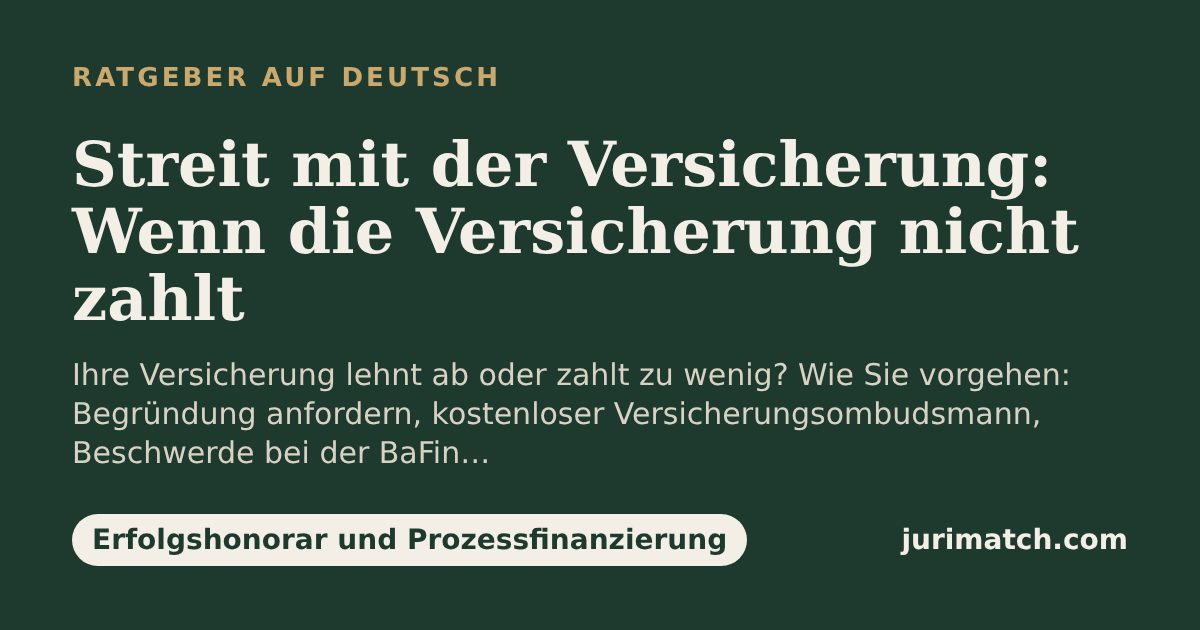 RATGEBER AUF DEUTSCH
Streit mit der Versicherung:
Wenn die Versicherung nicht
zahlt
Ihre Versicherung lehnt ab oder zahlt zu wenig? Wie Sie vorgehen:
Begründung anfordern, kostenloser Versicherungsombudsmann,
Beschwerde bei der BaFin…
Erfolgshonorar und Prozessfinanzierung
jurimatch.com